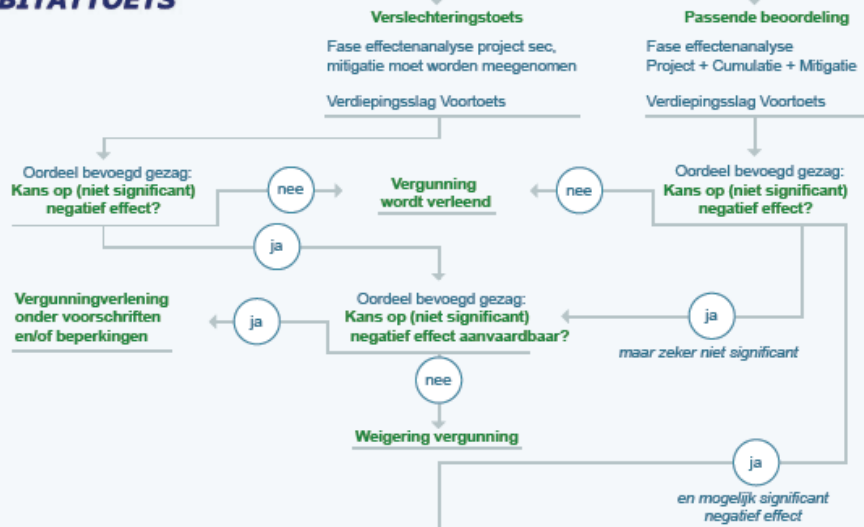 BITATTOETS
Verslechteringstoets
Fase effectenanalyse project sec,
mitigatie moet worden meegenomen
Verdiepingsslag Voortoets
Passende beoordeling
Fase effectenanalyse
Project + Cumulatie + Mitigatie
Verdiepingsslag Voortoets
Oordeel bevoegd gezag:
Kans op (niet significant)
negatief effect?
nee
Vergunning
wordt verleend
nee
Oordeel bevoegd gezag:
Kans op (niet significant)
negatief effect?
ja
Vergunningverlening
onder voorschriften
en/of beperkingen
ja
Oordeel bevoegd gezag:
Kans op (niet significant)
negatief effect aanvaardbaar?
ja
maar zeker niet significant
nee
Weigering vergunning
ja
en mogelijk significant
negatief effect